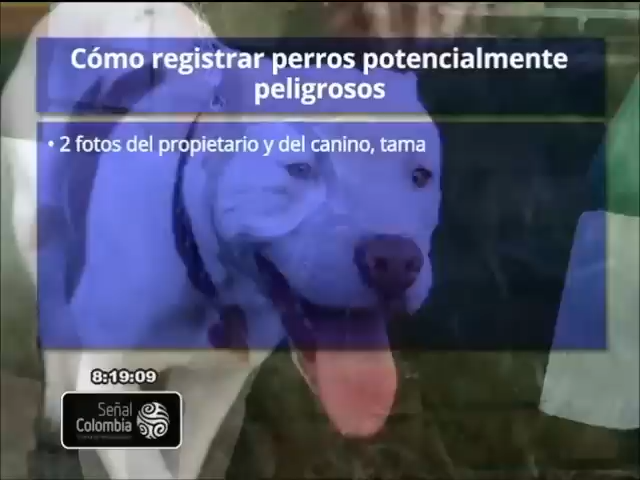 Cómo registrar perros potencialmente
peligrosos
• 2 fotos del propietario y del canino, tama
8:19:09
Señal
Colombia